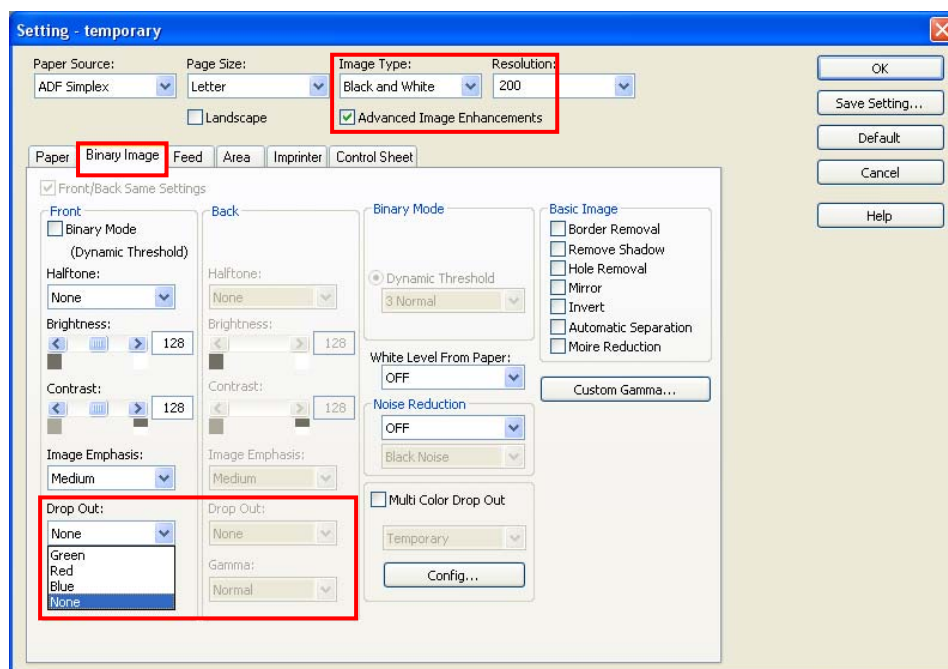 Setting - temporary
Paper Source: Page Size: Image Type: Resolution:
ADF Simplex Letter Black and White 200
Landscape Advanced Image Enhancements
OK
Save Setting...
Default
Cancel
Help
Paper Binary Image Feed Area Imprinter Control Sheet
Front/Back Same Settings
Front
Binary Mode
(Dynamic Threshold)
Halftone:
None
Brightness:
128
Contrast:
128
Image Emphasis:
Medium
Drop Out:
None
Green
Red
Blue
None
Back
Halftone:
None
Brightness:
128
Contrast:
128
Image Emphasis:
Medium
Drop Out:
None
Gamma:
Normal
Binary Mode
Dynamic Threshold
3 Normal
White Level From Paper:
OFF
Noise Reduction
OFF
Black Noise
Multi Color Drop Out
Temporary
Config...
Basic Image
Border Removal
Remove Shadow
Hole Removal
Mirror
Invert
Automatic Separation
Moire Reduction
Custom Gamma...